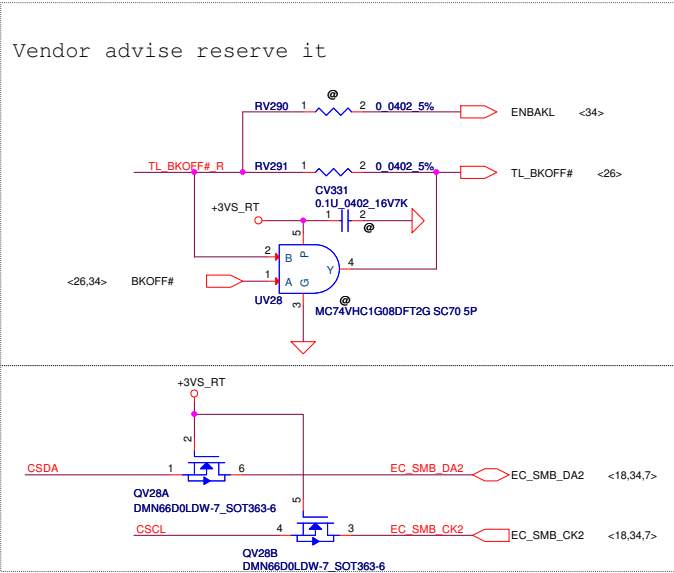 Vendor advise reserve it
@
RV290 1 2 0_0402_5%
ENBAKL <34>
TL_BKOFF#_R RV291 1 2 0_0402_5%
TL_BKOFF# <26>
CV331
0.1U_0402_16V7K
+3VS_RT 1 2
@
5
2 B P
Y 4
<26,34> BKOFF# 1 A G
UV28
3
@
MC74VHC1G08DFT2G SC70 5P
+3VS_RT
2
CSDA 1 6 EC_SMB_DA2 EC_SMB_DA2 <18,34,7>
QV28A
DMN66D0LDW-7_SOT363-6
5
CSCL 4 3 EC_SMB_CK2 EC_SMB_CK2 <18,34,7>
QV28B
DMN66D0LDW-7_SOT363-6